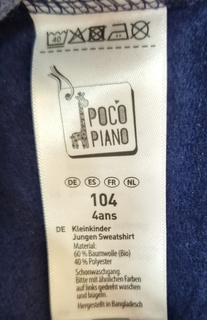 40
POCO
PIANO
DE ES FR NL
104
4ans
DE Kleinkinder
Jungen Sweatshirt
Material:
60 % Baumwolle (Bio)
40 % Polyester
Schonwaschgang.
Bitte mit ähnlichen Farben
auf links gedreht waschen
und bügeln.
Hergestellt in Bangladesch